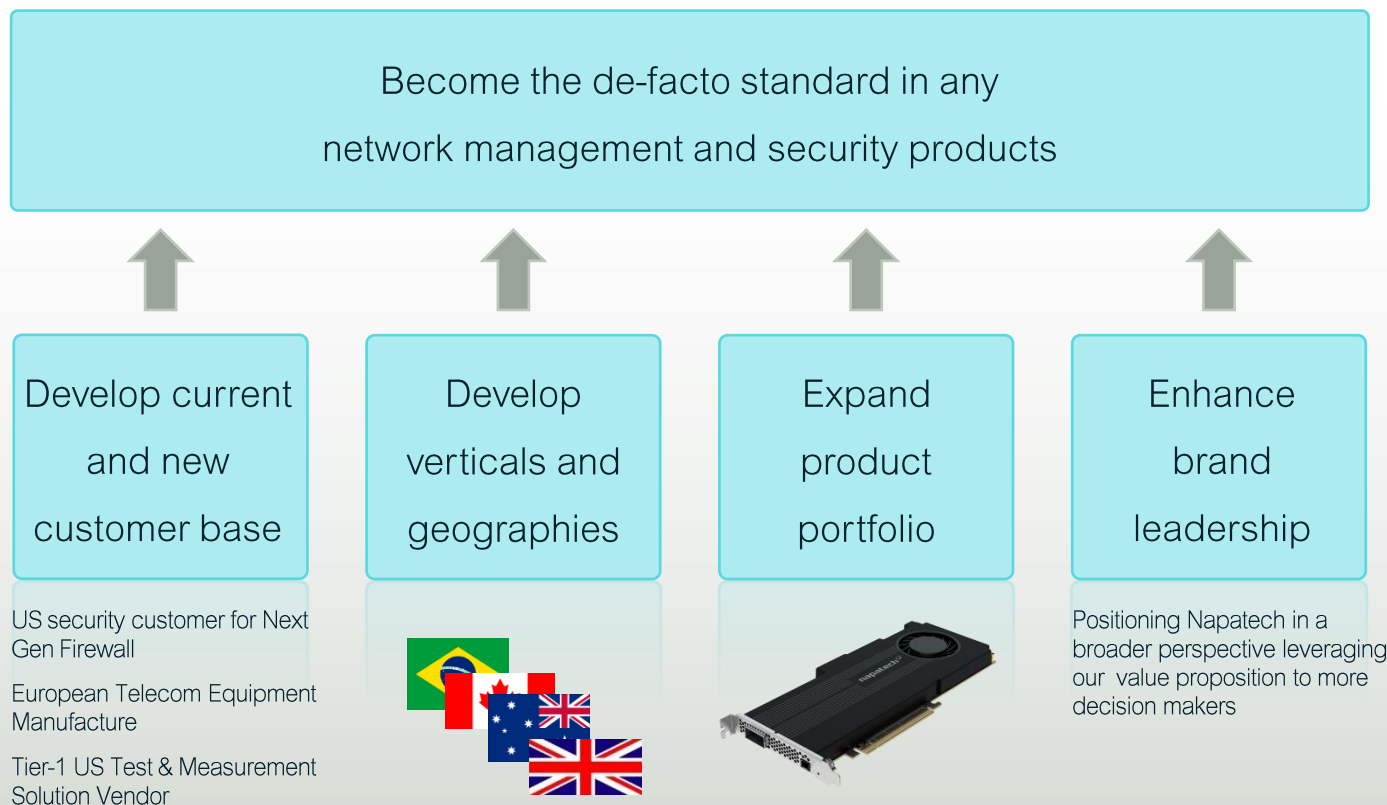 Become the de-facto standard in any
network management and security products
Develop current
and new
customer base
Develop
verticals and
geographies
Expand
product
portfolio
Enhance
brand
leadership
US security customer for Next
Gen Firewall
European Telecom Equipment
Manufacture
Tier-1 US Test & Measurement
Solution Vendor
napatech
Positioning Napatech in a
broader perspective leveraging
our value proposition to more
decision makers